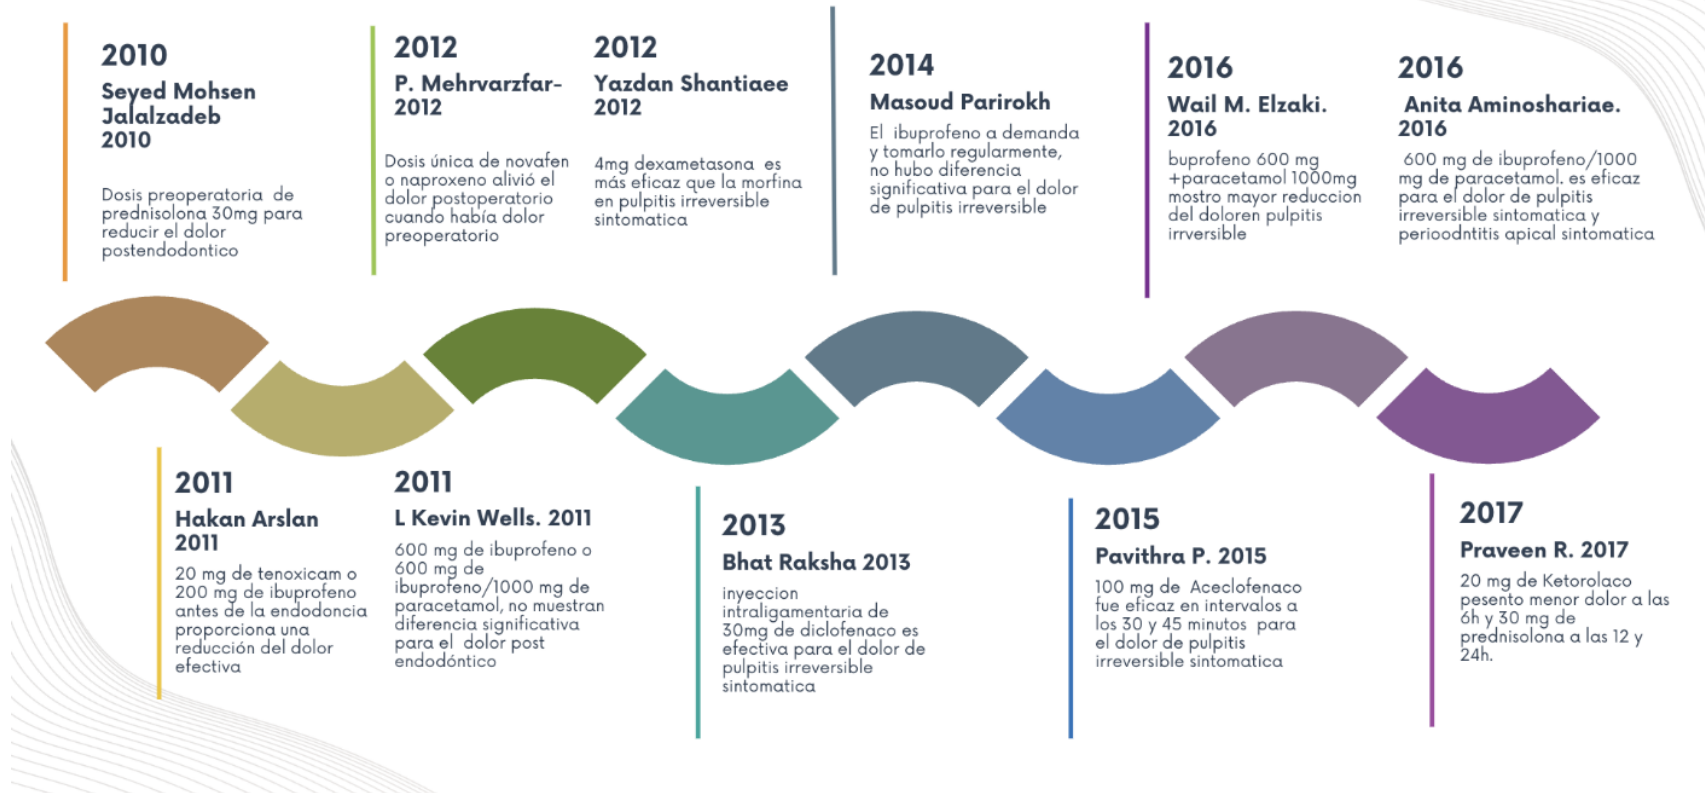 2010
Seyed Mohsen
Jalalzadeb
2010
Dosis preoperatoria de
prednisolona 30mg para
reducir el dolor
postendodontico
2012
P. Mehrvarzfar-
2012
Dosis única de novafen
o naproxeno alivió el
dolor postoperatorio
cuando había dolor
preoperatorio
2012
Yazdan Shantiaee
2012
4mg dexametasona es
más eficaz que la morfina
en pulpitis irreversible
sintomatica
2014
Masoud Parirokh
El ibuprofeno a demanda
y tomarlo regularmente,
no hubo diferencia
significativa para el dolor
de pulpitis irreversible
2016
Wail M. Elzaki.
2016
buprofeno 600 mg
+paracetamol 1000mg
mostro mayor reduccion
del doloren pulpitis
irrversible
2016
Anita Aminoshariae.
2016
600 mg de ibuprofeno/1000
mg de paracetamol. es eficaz
para el dolor de pulpitis
irreversible sintomatica y
perioodntitis apical sintomatica
2011
Hakan Arslan
2011
20 mg de tenoxicam o
200 mg de ibuprofeno
antes de la endodoncia
proporciona una
reducción del dolor
efectiva
2011
L Kevin Wells. 2011
600 mg de ibuprofeno o
600 mg de
ibuprofeno/1000 mg de
paracetamol, no muestran
diferencia significativa
para el dolor post
endodóntico
2013
Bhat Raksha 2013
inyeccion
intraligamentaria de
30mg de diclofenaco es
efectiva para el dolor de
pulpitis irreversible
sintomatica
2015
Pavithra P. 2015
100 mg de Aceclofenaco
fue eficaz en intervalos a
los 30 y 45 minutos para
el dolor de pulpitis
irreversible sintomatica
2017
Praveen R. 2017
20 mg de Ketorolaco
pesento menor dolor a las
6h y 30 mg de
prednisolona a las 12 y
24h.